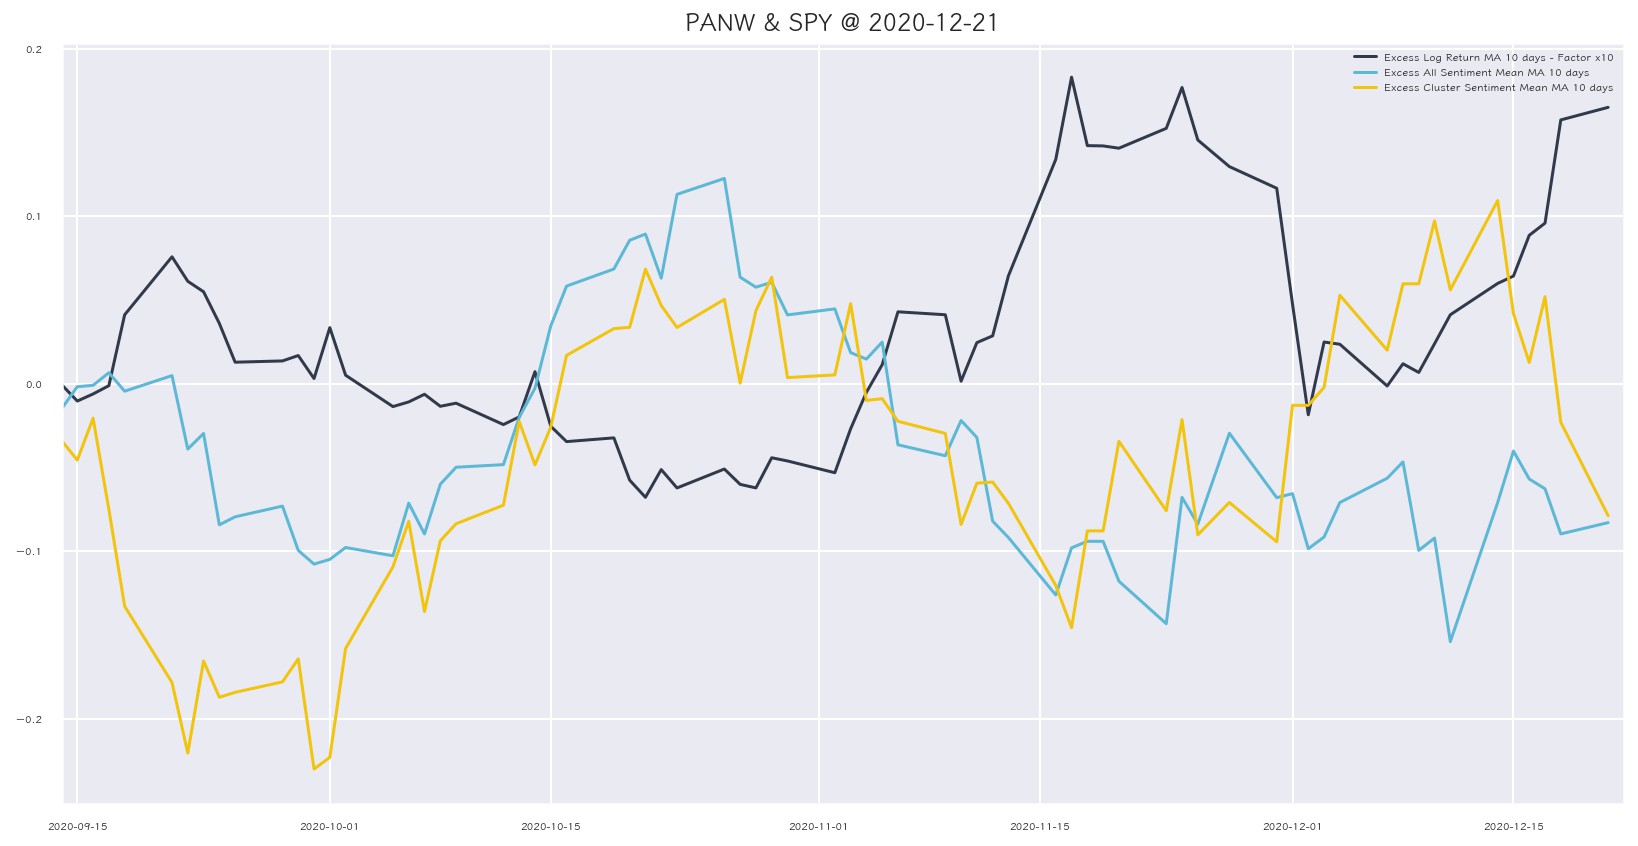 PANW & SPY @ 2020-12-21
Excess Log Return MA 10 days - Factor x10
Excess All Sentiment Mean MA 10 days
Excess Cluster Sentiment Mean MA 10 days
0.2
0.1
0.0
−0.1
−0.2
2020-09-15 2020-10-01 2020-10-15 2020-11-01 2020-11-15 2020-12-01 2020-12-15